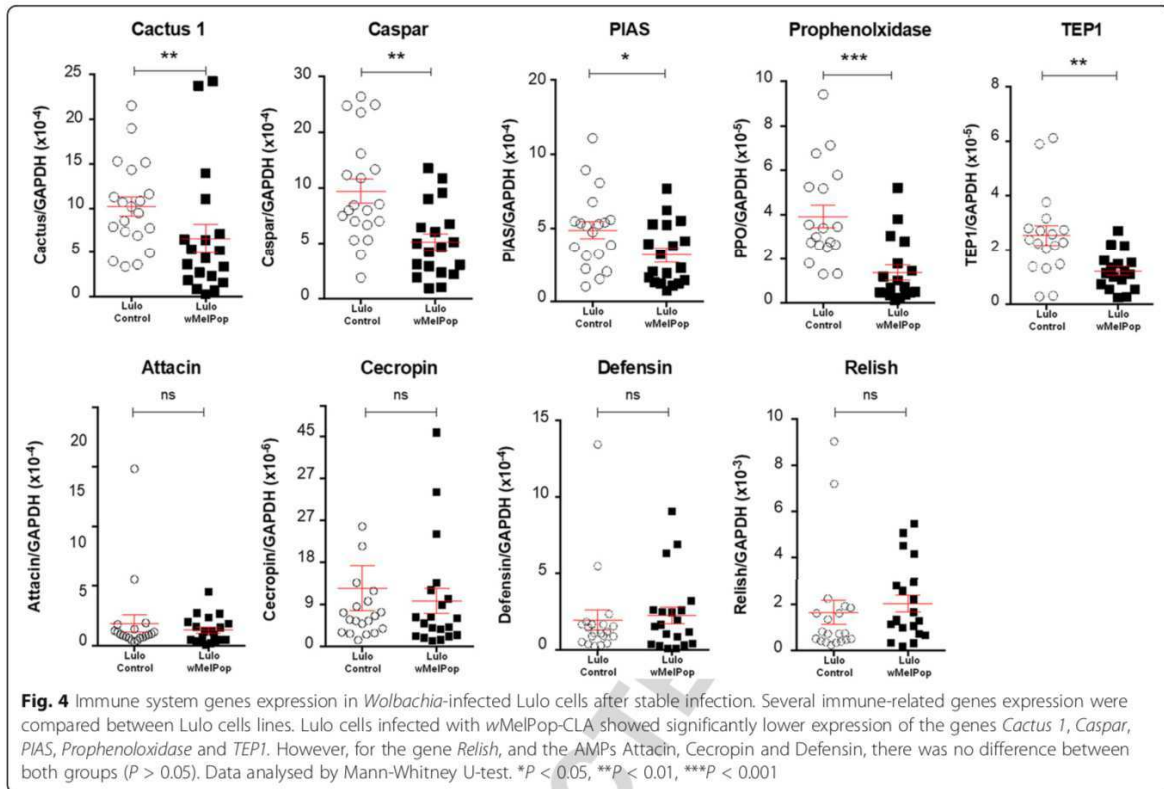 Cactus 1
**
Cactus/GAPDH (x10-4)
25
20
15
10
5
0
Lulo
Control
Lulo
wMelPop
Caspar
**
Caspar/GAPDH (x10-4)
30
20
10
0
Lulo
Control
Lulo
wMelPop
PIAS
*
PIAS/GAPDH (x10-4)
20
10
5
0
Lulo
Control
Lulo
wMelPop
Prophenolxidase
***
PPO/GAPDH (x10-5)
10
8
6
4
2
0
Lulo
Control
Lulo
wMelPop
TEP1
**
TEP1/GAPDH (x10-5)
8
6
4
2
0
Lulo
Control
Lulo
wMelPop
Attacin
ns
Attacin/GAPDH (x10-4)
20
15
10
5
0
Lulo
Control
Lulo
wMelPop
Cecropin
ns
Cecropin/GAPDH (x10-6)
45
27
18
9
0
Lulo
Control
Lulo
wMelPop
Defensin
ns
Defensin/GAPDH (x10-4)
15
10
5
0
Lulo
Control
Lulo
wMelPop
Relish
ns
Relish/GAPDH (x10-3)
10
8
6
4
2
0
Lulo
Control
Lulo
wMelPop
Fig. 4 Immune system genes expression in Wolbachia-infected Lulo cells after stable infection. Several immune-related genes expression were
compared between Lulo cells lines. Lulo cells infected with wMelPop-CLA showed significantly lower expression of the genes Cactus 1, Caspar,
PIAS, Prophenoloxidase and TEP1. However, for the gene Relish, and the AMPs Attacin, Cecropin and Defensin, there was no difference between
both groups (P > 0.05). Data analysed by Mann-Whitney U-test. *P < 0.05, **P < 0.01, ***P < 0.001